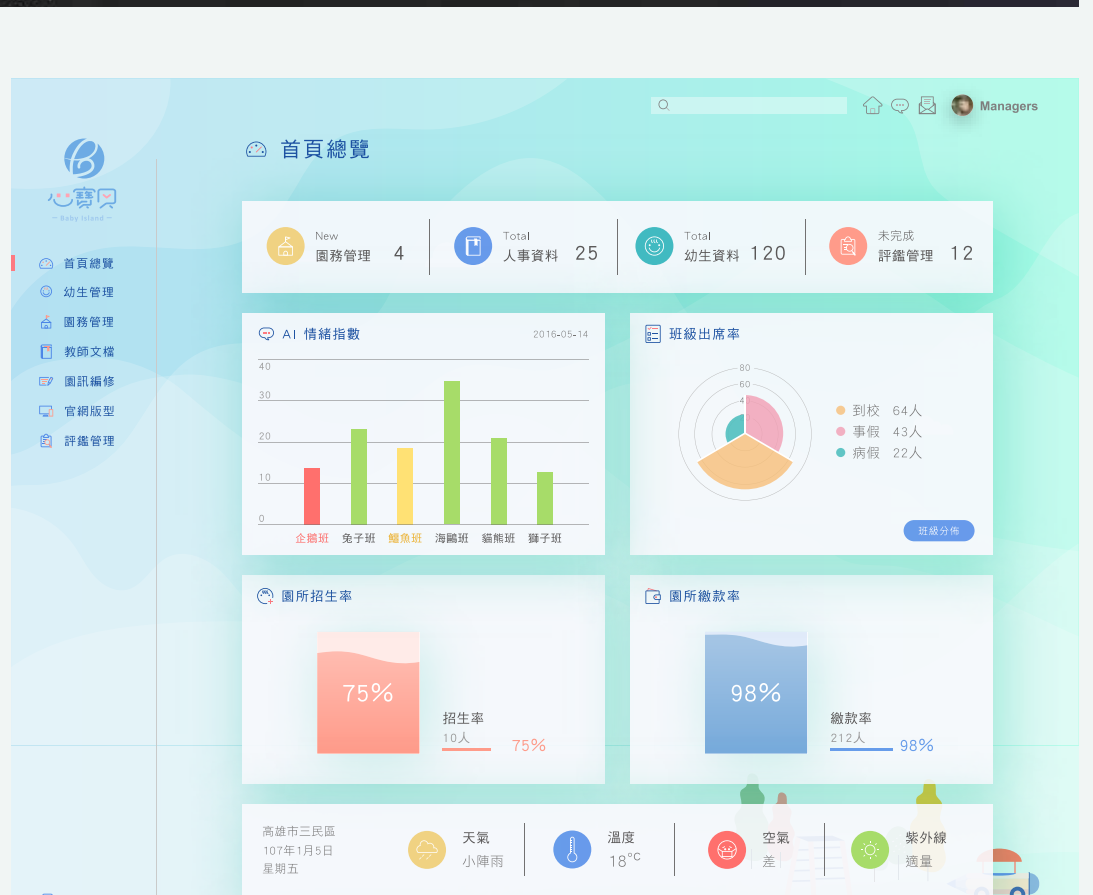 Managers
首頁總覽
心寶貝
~ Baby Island ~
首頁總覽
幼生管理
園務管理
教師文檔
園訊編修
官網版型
評鑑管理
New
園務管理 4
Total
人事資料 25
Total
幼生資料 120
未完成
評鑑管理 12
AI 情緒指數 2016-05-14
40
30
20
10
0
企鵝班 兔子班 鱷魚班 海鷗班 貓熊班 獅子班
班級出席率
80
60
4
到校 64人
事假 43人
病假 22人
班級分佈
園所招生率
75%
招生率
10人
75%
園所繳款率
98%
繳款率
212人
98%
高雄市三民區
107年1月5日
星期五
天氣
小陣雨
溫度
18°C
空氣
差
紫外線
適量